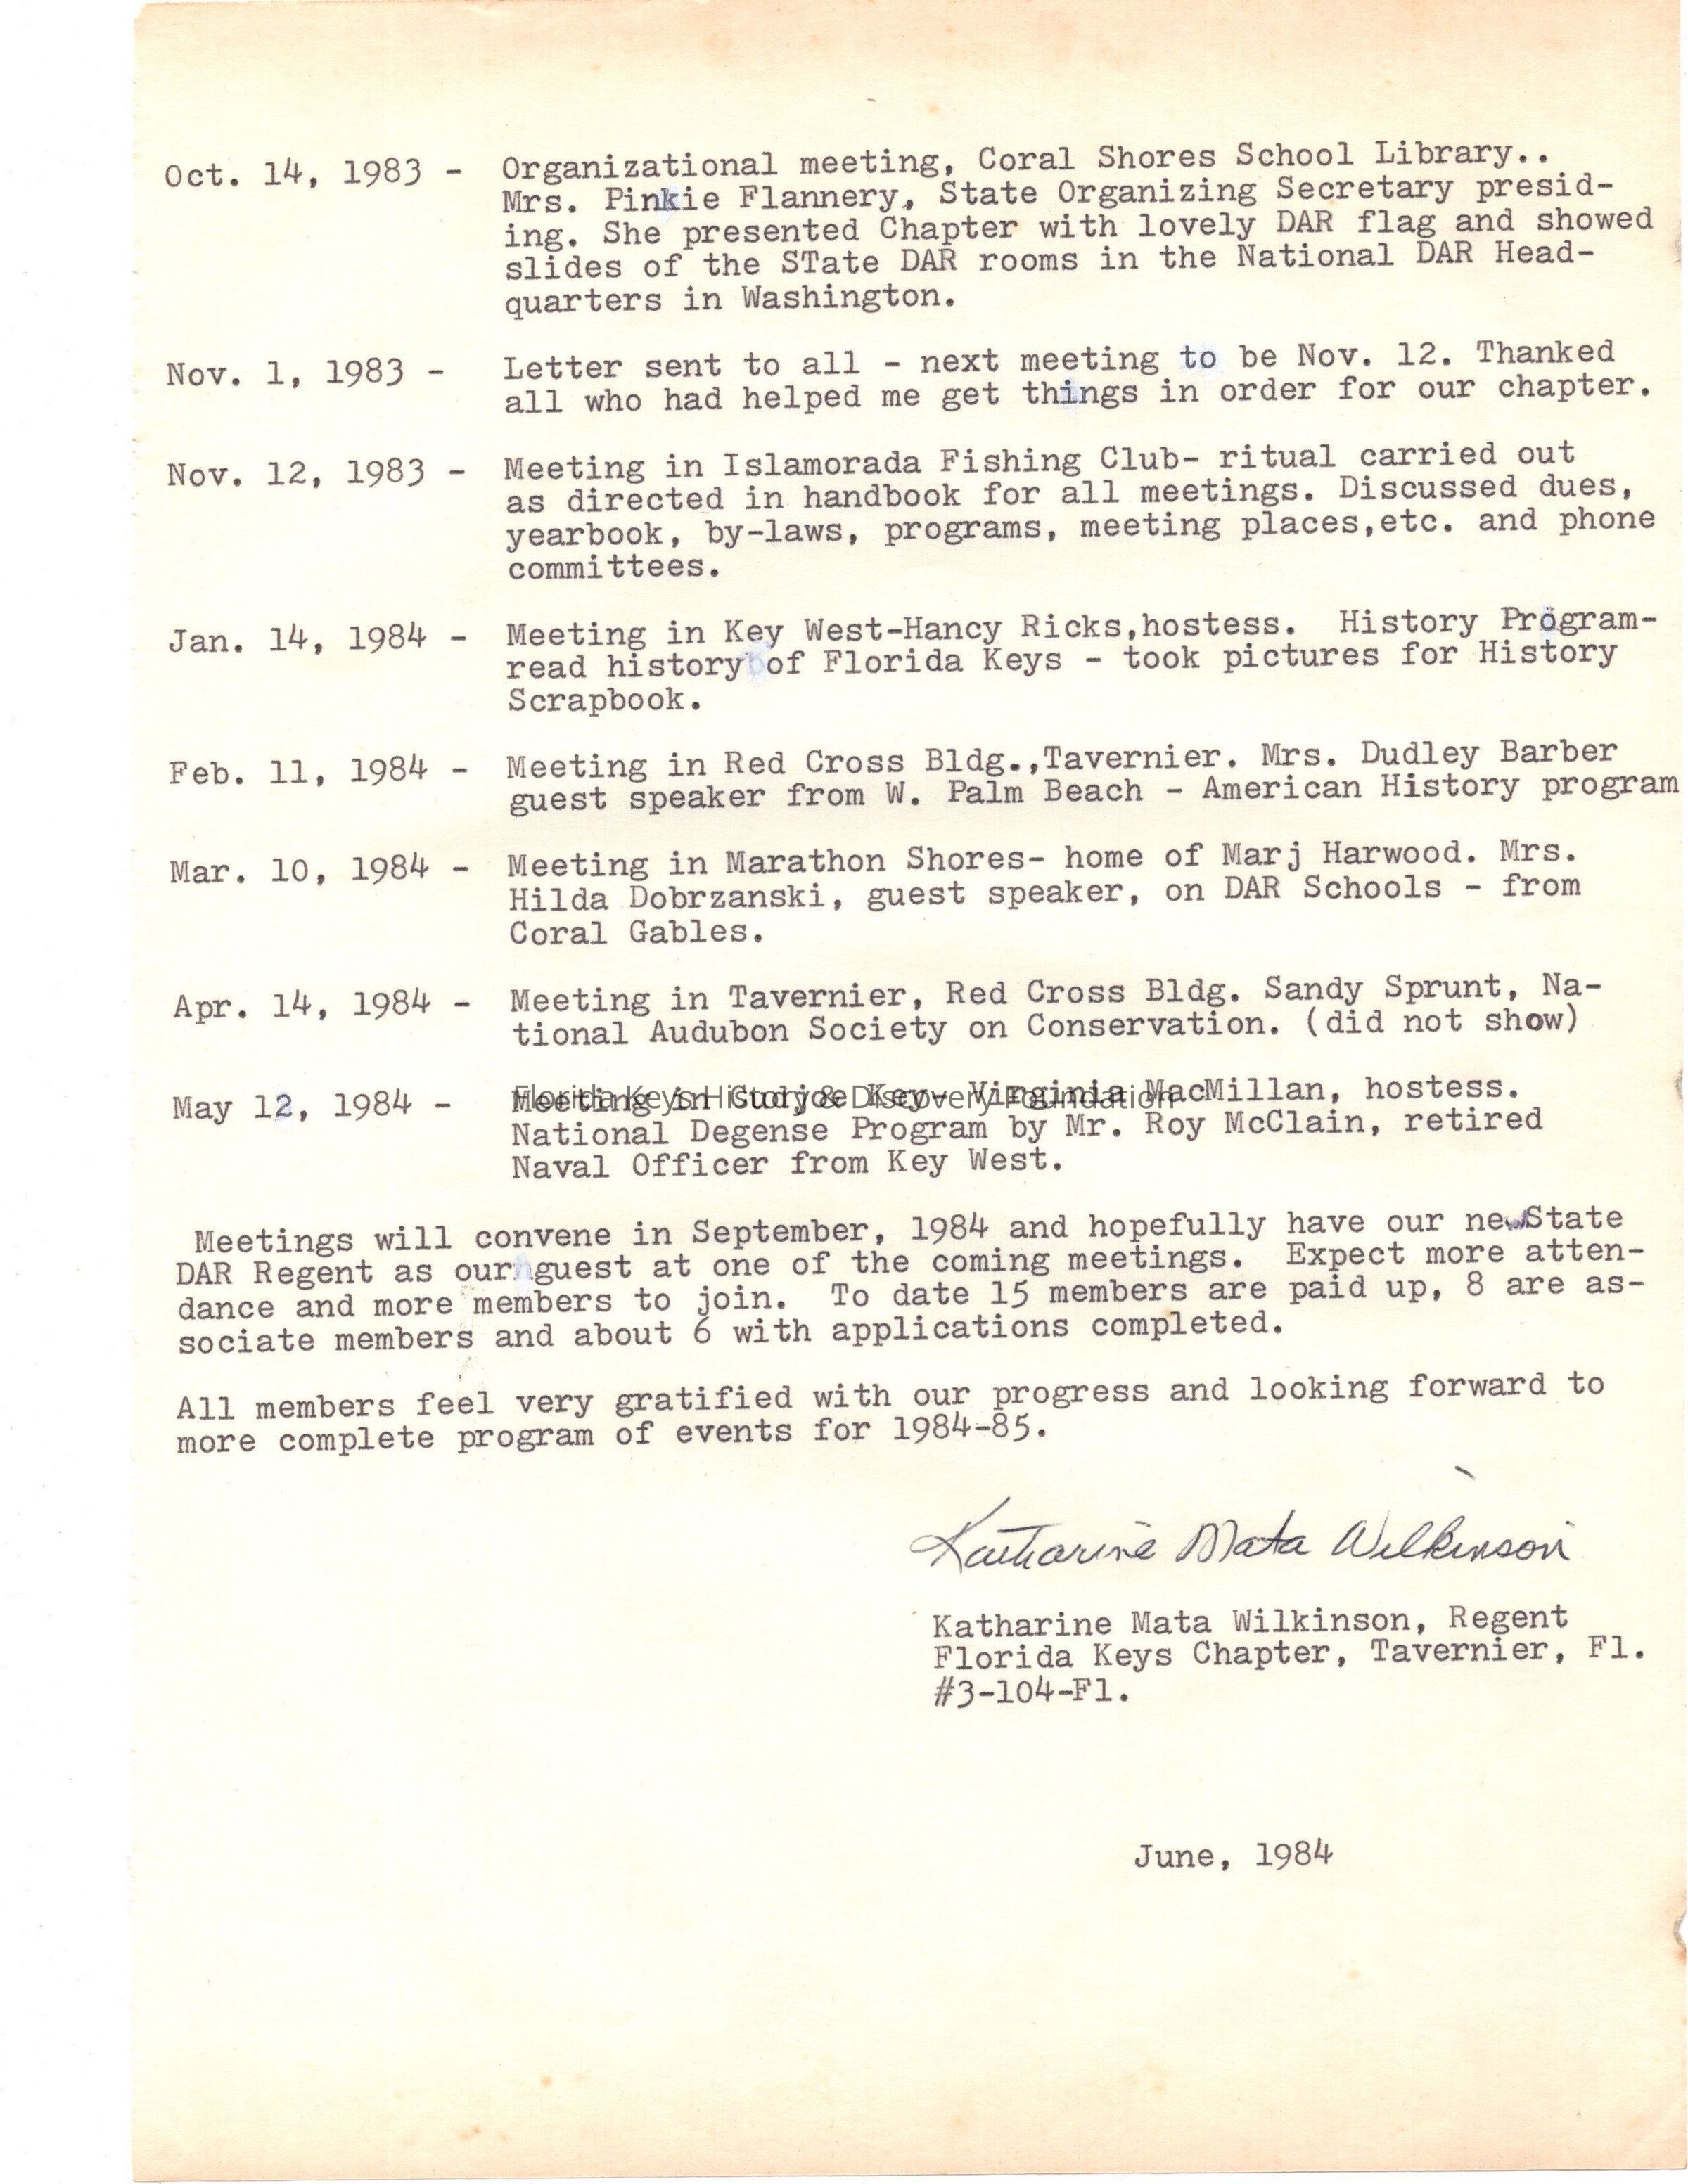 Oct. 14, 1983 - Organizational meeting, Coral Shores School Library..
Mrs. Pinkie Flannery, State Organizing Secretary presid-
ing. She presented Chapter with lovely DAR flag and showed
slides of the STate DAR rooms in the National DAR Head-
quarters in Washington.
Nov. 1, 1983 - Letter sent to all - next meeting to be Nov. 12. Thanked
all who had helped me get things in order for our chapter.
Nov. 12, 1983 - Meeting in Islamorada Fishing Club- ritual carried out
as directed in handbook for all meetings. Discussed dues,
yearbook, by-laws, programs, meeting places,etc. and phone
committees.
Jan. 14, 1984 - Meeting in Key West-Hancy Ricks,hostess. History Program-
read history of Florida Keys - took pictures for History
Scrapbook.
Feb. 11, 1984 - Meeting in Red Cross Bldg.,Tavernier. Mrs. Dudley Barber
guest speaker from W. Palm Beach - American History program
Mar. 10, 1984 - Meeting in Marathon Shores- home of Marj Harwood. Mrs.
Hilda Dobrzanski, guest speaker, on DAR Schools - from
Coral Gables.
Apr. 14, 1984 - Meeting in Tavernier, Red Cross Bldg. Sandy Sprunt, Na-
tional Audubon Society on Conservation. (did not show)
May 12, 1984 - Meeting in Cudjoe Key- Virginia MacMillan, hostess.
Florida Keys History & Discovery Foundation
National Degense Program by Mr. Roy McClain, retired
Naval Officer from Key West.
Meetings will convene in September, 1984 and hopefully have our new State
DAR Regent as our guest at one of the coming meetings. Expect more atten-
dance and more members to join. To date 15 members are paid up, 8 are as-
sociate members and about 6 with applications completed.
All members feel very gratified with our progress and looking forward to
more complete program of events for 1984-85.
Katharine Mata Wilkinson
Katharine Mata Wilkinson, Regent
Florida Keys Chapter, Tavernier, Fl.
#3-104-Fl.
June, 1984